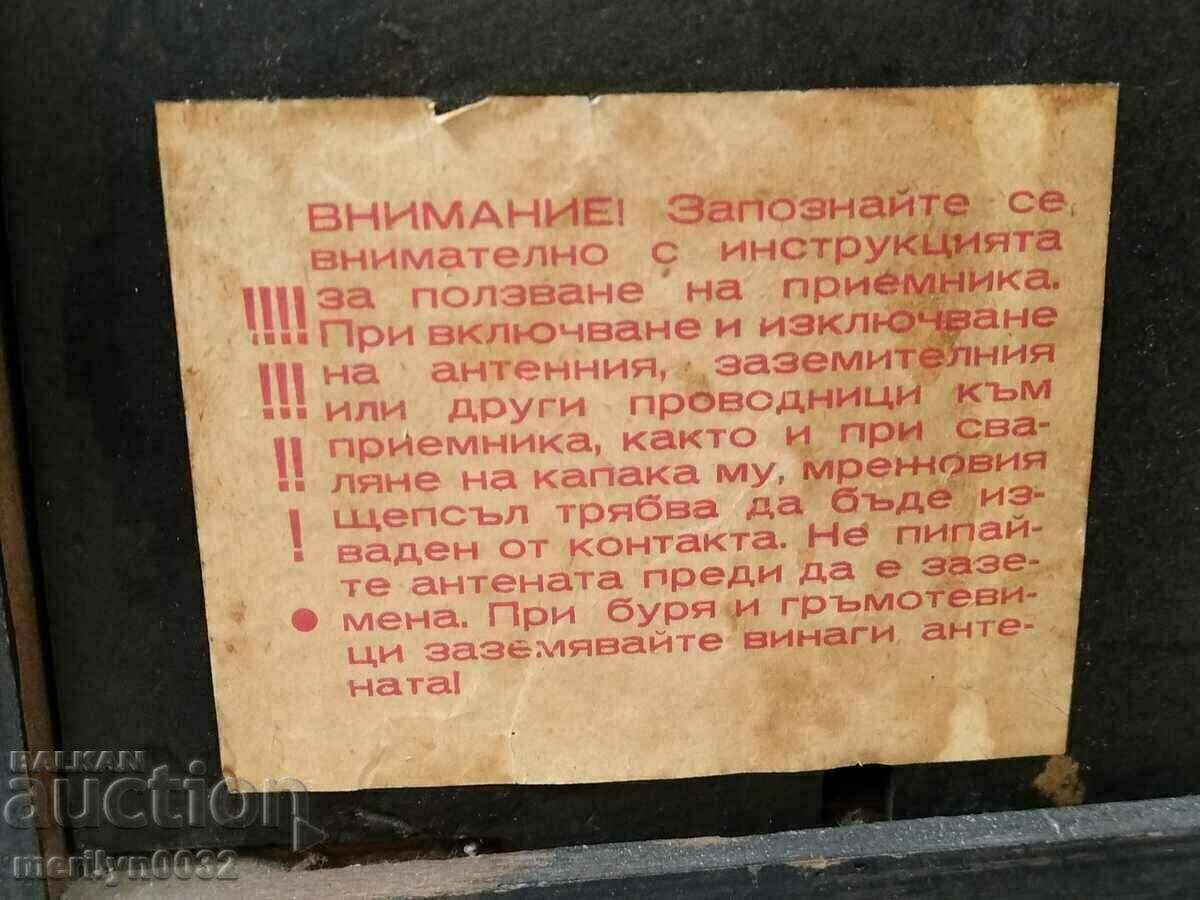 ВНИМАНИЕ! Запознайте се
внимателно с инструкцията
!!!! за ползване на приемника.
При включване и изключване
!!! на антенния, заземителния
или други проводници към
!! приемника, както и при сва-
ляне на капака му, мрежовия
! щепсъл трябва да бъде из-
ваден от контакта. Не пипай-
те антената преди да е зазе-
● мена. При буря и гръмотеви-
ци заземявайте винаги анте-
ната!
BALKAN
auction
merilyn0032